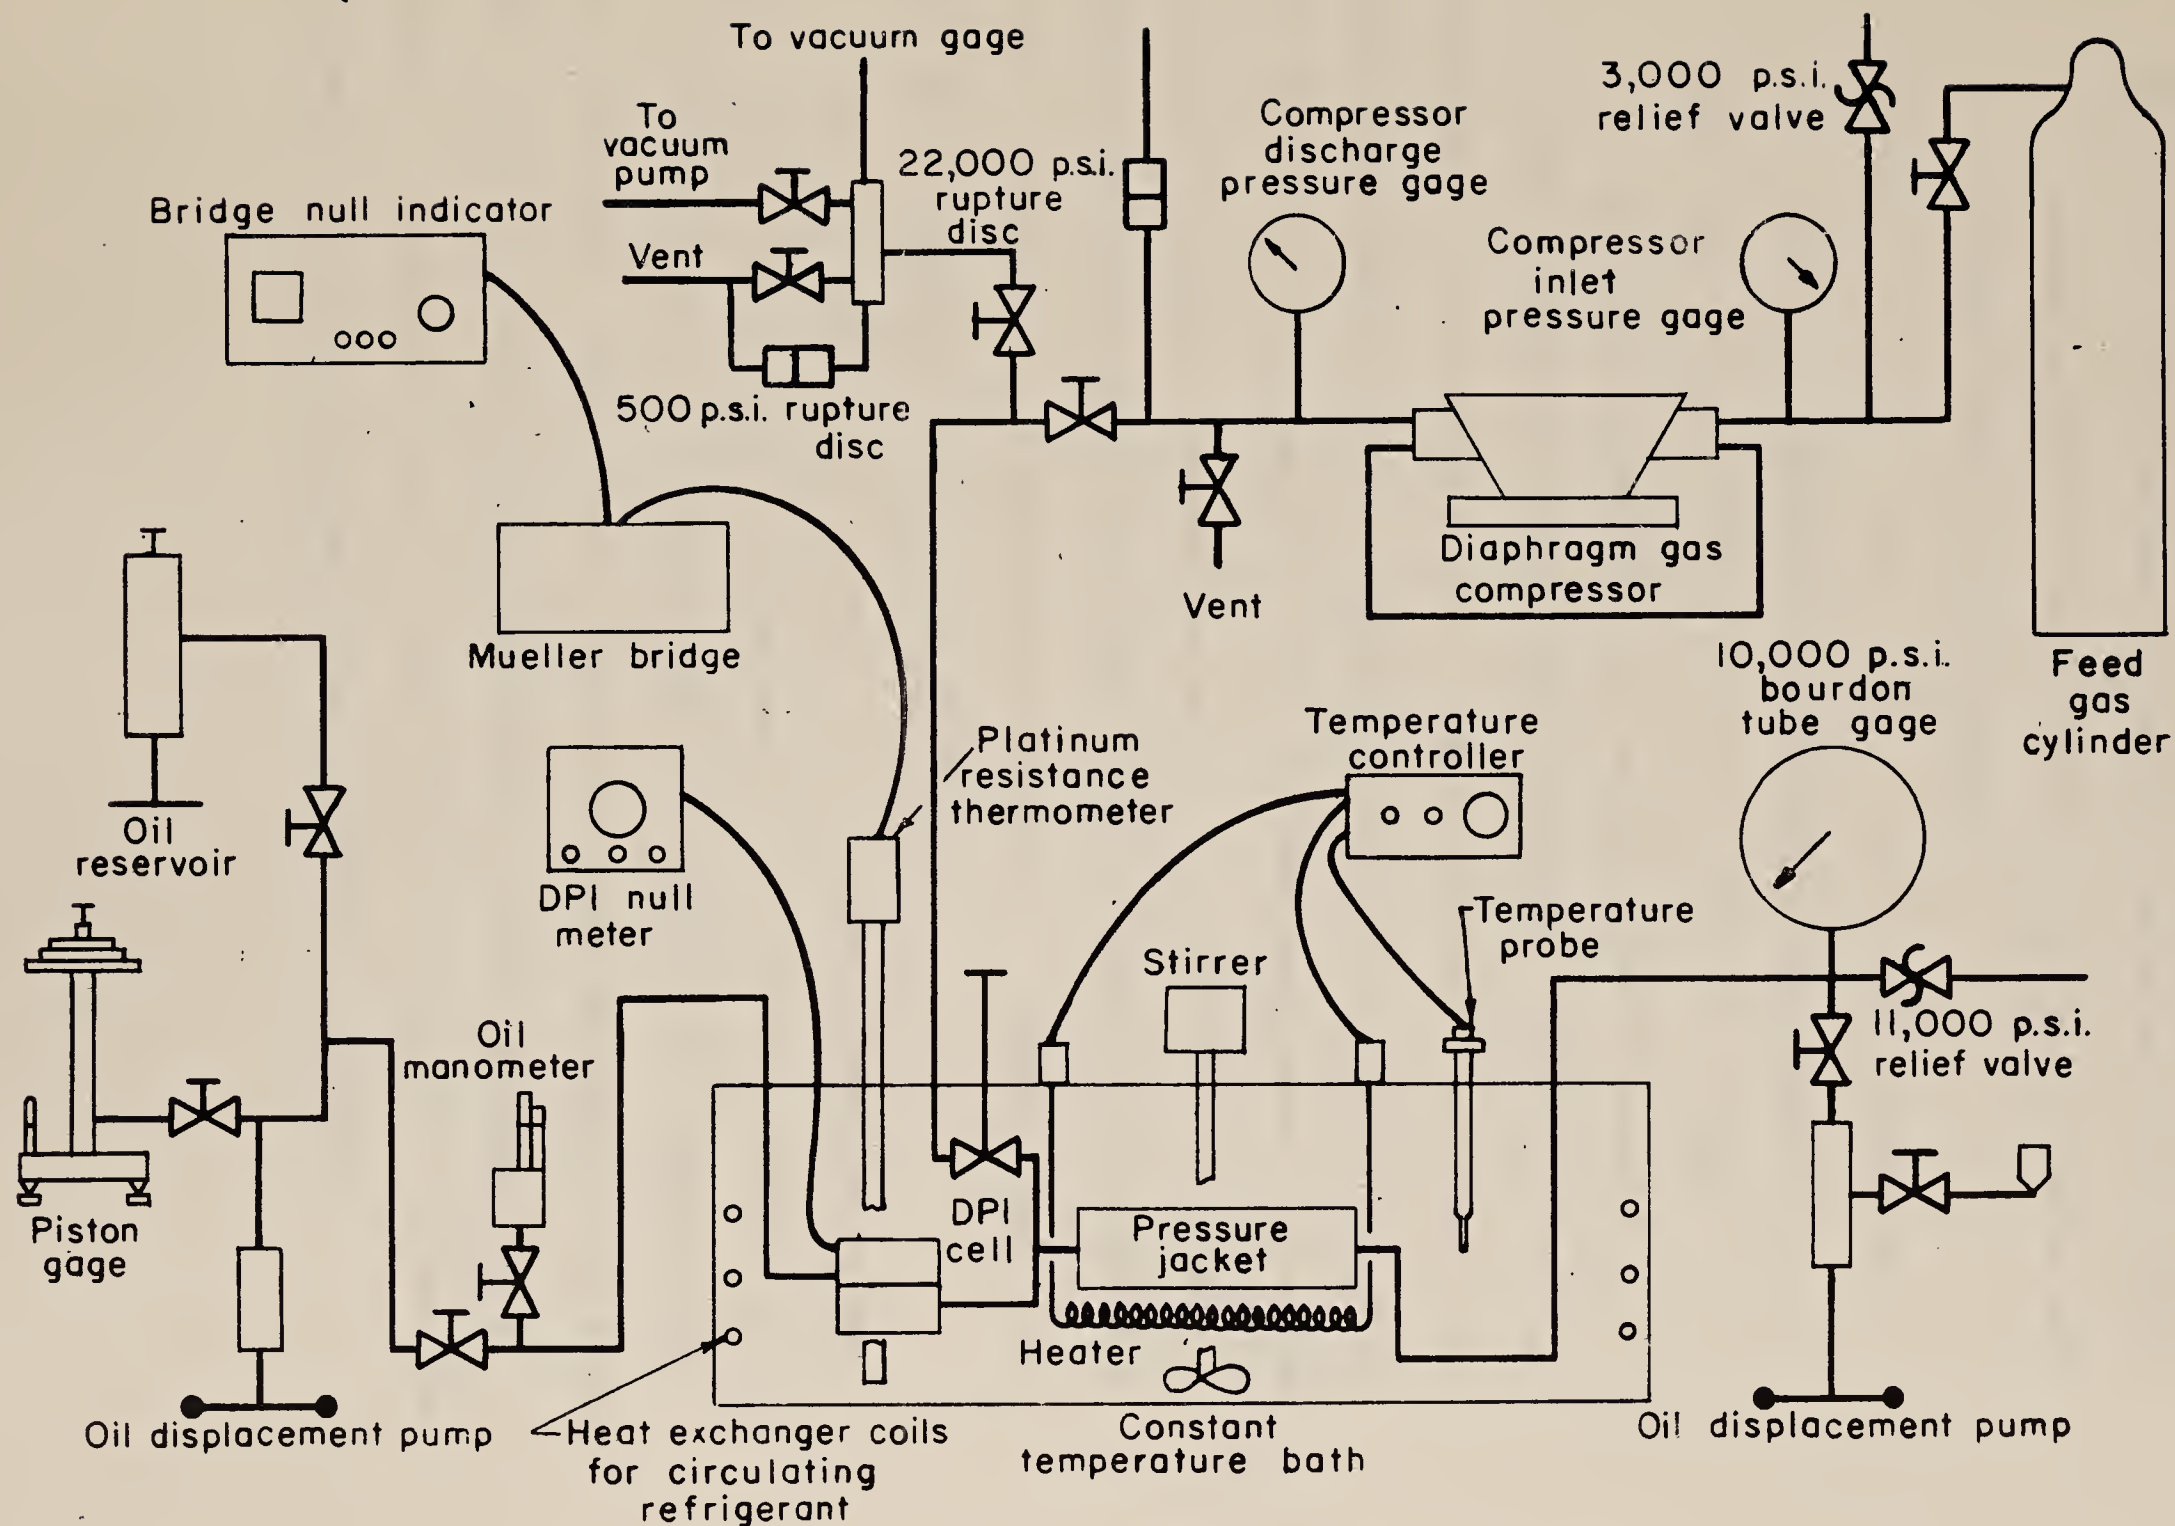 To vacuum gage
To
vacuum
pump
22,000 p.s.i.
rupture
disc
Compressor
discharge
pressure gage
3,000 p.s.i.
relief valve
Bridge null indicator
Vent
Compressor
inlet
pressure gage
500 p.s.i. rupture
disc
Diaphragm gas
compressor
Vent
Mueller bridge
10,000 p.s.i.
bourdon
tube gage
Feed
gas
cylinder
Platinum
resistance
thermometer
Temperature
controller
Oil
reservoir
DPI null
meter
Temperature
probe
Stirrer
Oil
manometer
11,000 p.s.i.
relief valve
Piston
gage
DPI
cell
Pressure
jacket
Heater
Oil displacement pump
Heat exchanger coils
for circulating
refrigerant
Constant
temperature bath
Oil displacement pump